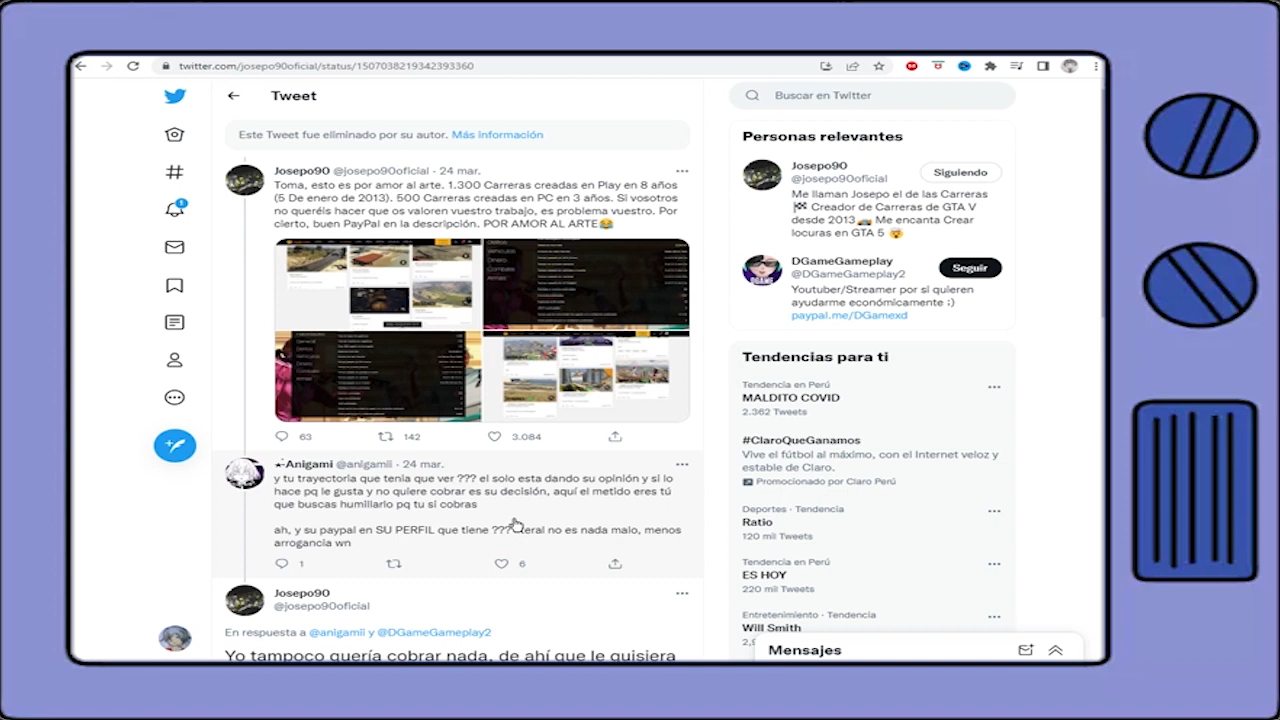 twitter.com/josepo90oficial/status/1507038219342393360
Tweet
Este Tweet fue eliminado por su autor. Más información
Josepo90 @josepo90oficial · 24 mar.
Toma, esto es por amor al arte. 1.300 Carreras creadas en Play en 8 años
(5 De enero de 2013). 500 Carreras creadas en PC en 3 años. Si vosotros
no queréis hacer que os valoren vuestro trabajo, es problema vuestro. Por
cierto, buen PayPal en la descripción. POR AMOR AL ARTE😂
63
142
3.084
Anigami @anigamii · 24 mar.
y tu trayectoria que tenia que ver ??? el solo esta dando su opinión y si lo
hace pq le gusta y no quiere cobrar es su decisión, aquí el metido eres tú
que buscas humillarlo pq tu si cobras
ah, y su paypal en SU PERFIL que tiene ??? teral no es nada malo, menos
arrogancia wn
1
6
Josepo90
@josepo90oficial
En respuesta a @anigamii y @DGameGameplay2
Yo tampoco quería cobrar nada, de ahí que le quisiera
Buscar en Twitter
Personas relevantes
Josepo90
@josepo90oficial
Siguiendo
Me llaman Josepo el de las Carreras
🏁 Creador de Carreras de GTA V
desde 2013 🚗 Me encanta Crear
locuras en GTA 5 🤯
DGameGameplay
@DGameGameplay2
Seguir
Youtuber/Streamer por si quieren
ayudarme económicamente ;)
paypal.me/DGamexd
Tendencias para ti
Tendencia en Perú
MALDITO COVID
2.362 Tweets
#ClaroQueGanamos
Vive el fútbol al máximo, con el Internet veloz y
estable de Claro.
Promocionado por Claro Perú
Deportes · Tendencia
Ratio
120 mil Tweets
Tendencia en Perú
ES HOY
220 mil Tweets
Entretenimiento · Tendencia
Will Smith
Mensajes